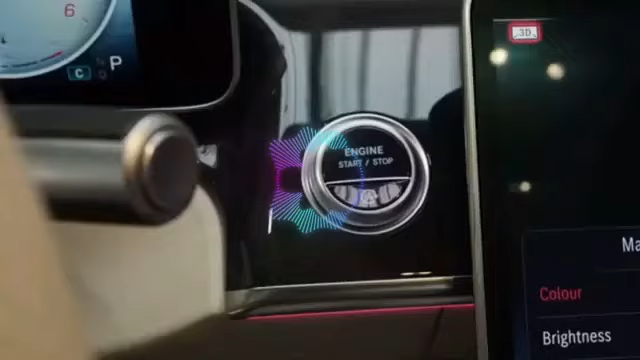 6
C
P
3D
ENGINE
START / STOP
Colour
Brightness